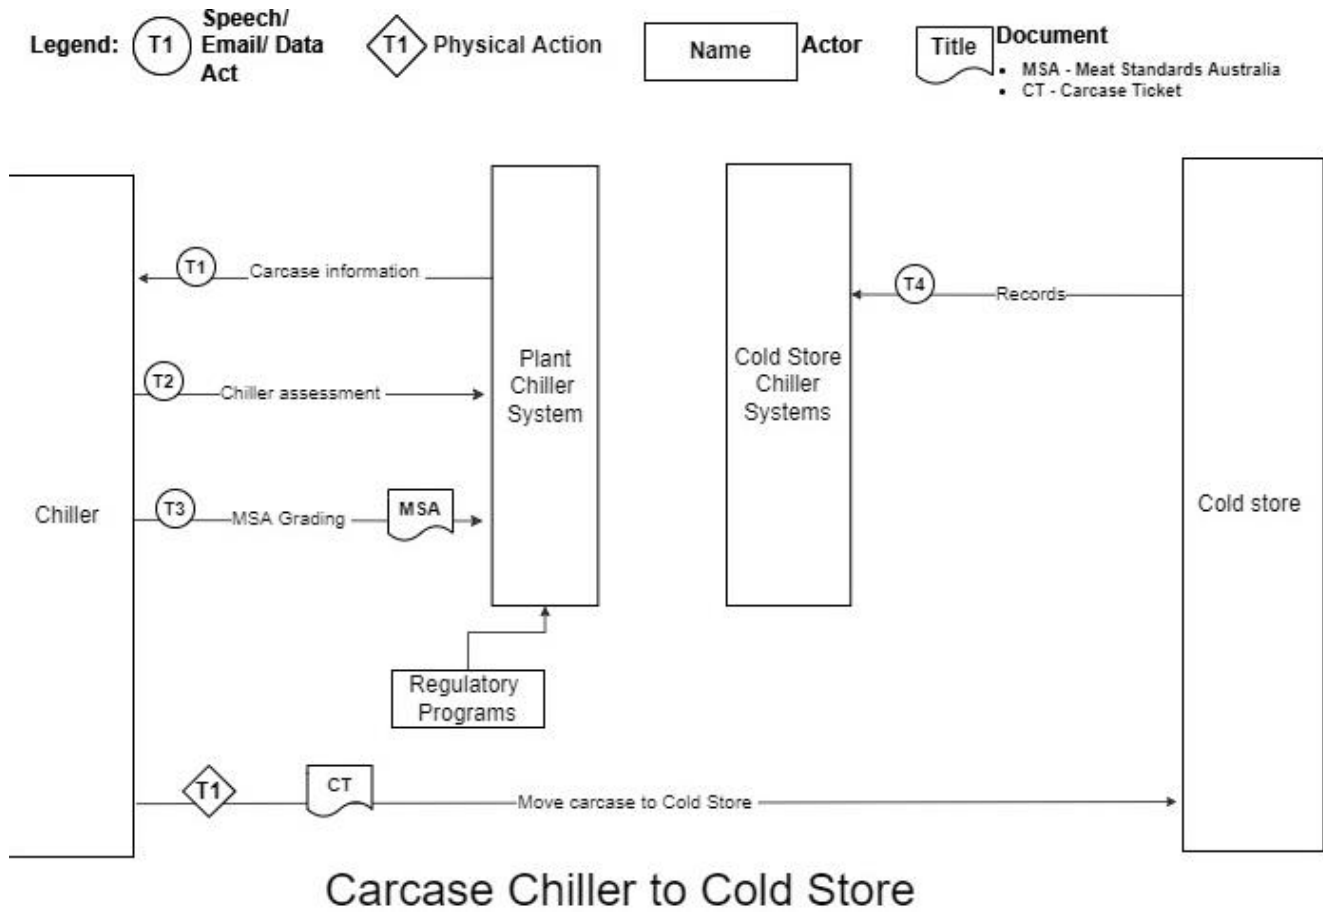 Legend:
T1
Speech/
Email/ Data
Act
T1
Physical Action
Name
Actor
Title
Document
• MSA - Meat Standards Australia
• CT - Carcase Ticket
T1
Carcase information
T4
Records
Plant
Chiller
System
Cold Store
Chiller
Systems
T2
Chiller assessment
Chiller
T3
MSA Grading
MSA
Cold store
Regulatory
Programs
T1
CT
Move carcase to Cold Store
Carcase Chiller to Cold Store